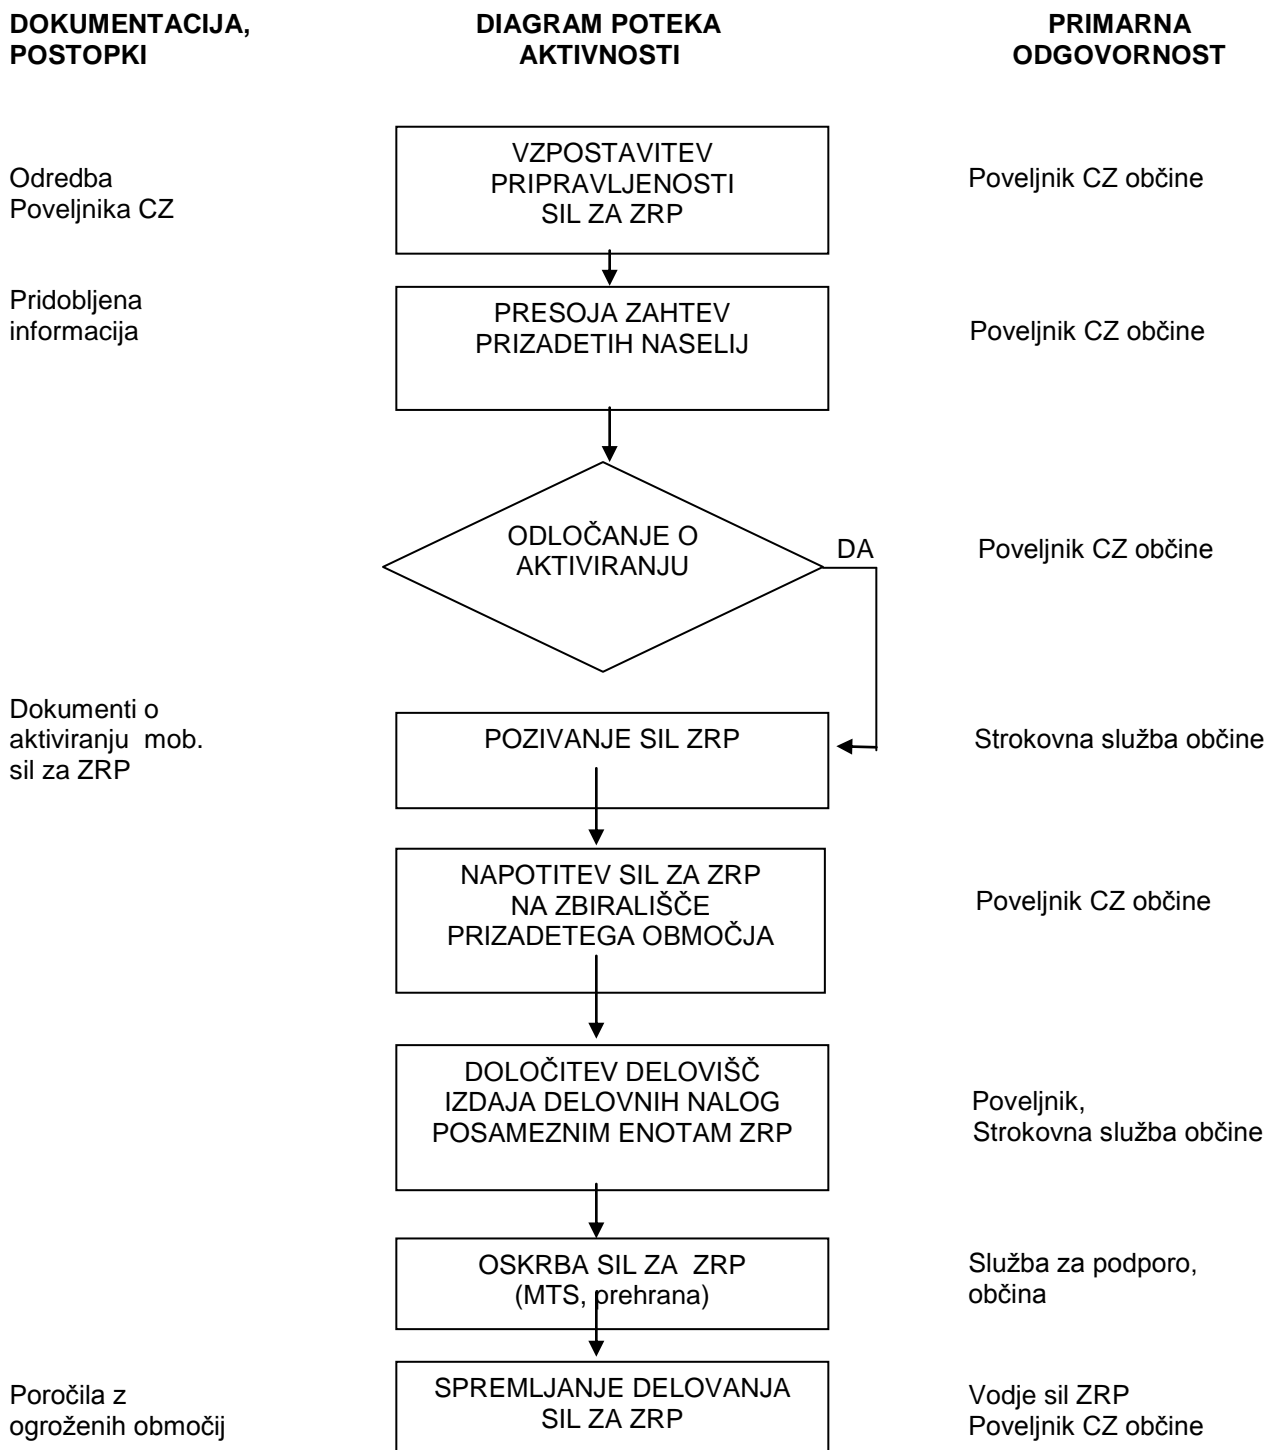 DOKUMENTACIJA,
POSTOPKI
DIAGRAM POTEKA
AKTIVNOSTI
PRIMARNA
ODGOVORNOST
Odredba
Poveljnika CZ
VZPOSTAVITEV
PRIPRAVLJENOSTI
SIL ZA ZRP
Poveljnik CZ občine
Pridobljena
informacija
PRESOJA ZAHTEV
PRIZADETIH NASELIJ
Poveljnik CZ občine
ODLOČANJE O
AKTIVIRANJU
DA
Poveljnik CZ občine
Dokumenti o
aktiviranju mob.
sil za ZRP
POZIVANJE SIL ZRP
Strokovna služba občine
NAPOTITEV SIL ZA ZRP
NA ZBIRALIŠČE
PRIZADETEGA OBMOČJA
Poveljnik CZ občine
DOLOČITEV DELOVIŠČ
IZDAJA DELOVNIH NALOG
POSAMEZNIM ENOTAM ZRP
Poveljnik,
Strokovna služba občine
OSKRBA SIL ZA ZRP
(MTS, prehrana)
Služba za podporo,
občina
Poročila z
ogroženih območij
SPREMLJANJE DELOVANJA
SIL ZA ZRP
Vodje sil ZRP
Poveljnik CZ občine